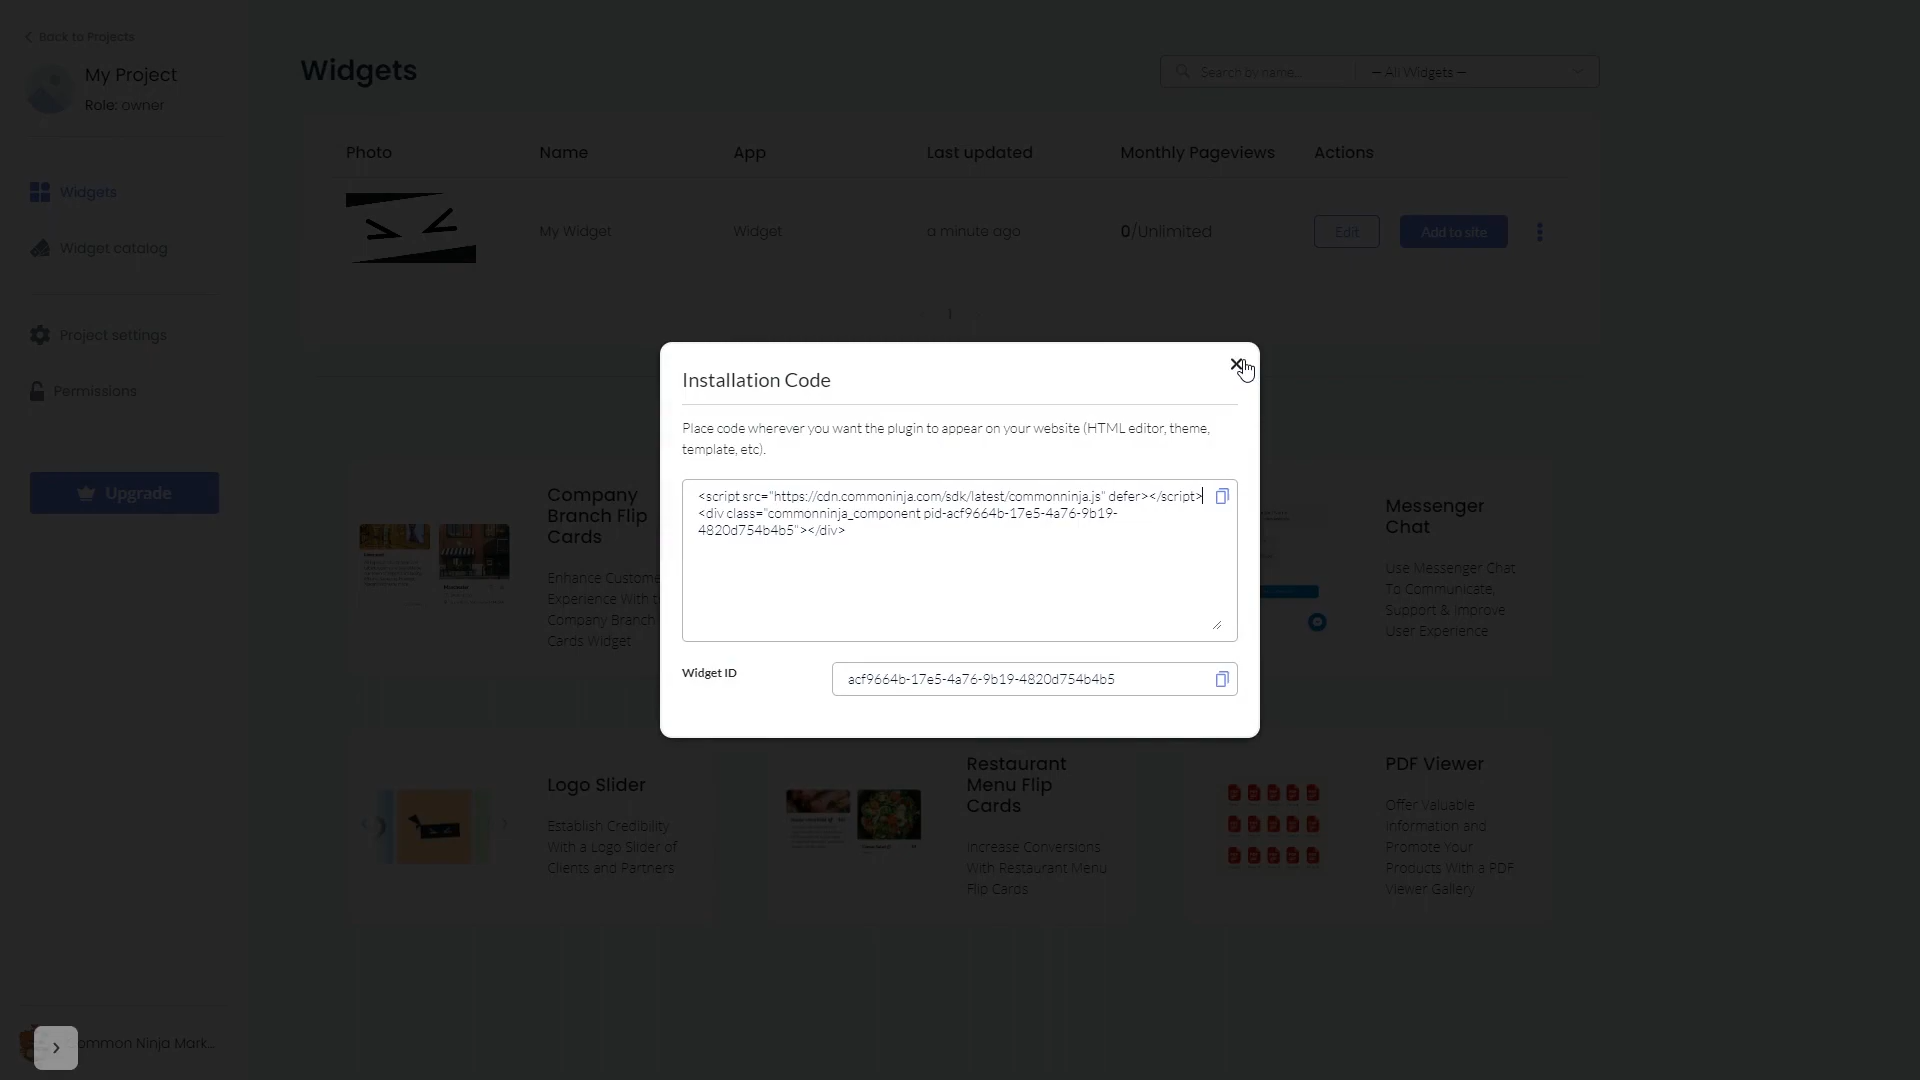 Back to Projects
My Project
Role: owner
Widgets
Widget catalog
Project settings
Permissions
Upgrade
Widgets
Search by name...
— All Widgets —
Photo
Name
App
Last updated
Monthly Pageviews
Actions
My Widget
Widget
a minute ago
0/Unlimited
Edit
Add to site
1
Installation Code
Place code wherever you want the plugin to appear on your website (HTML editor, theme,
template, etc).
<script src="https://cdn.commoninja.com/sdk/latest/commonninja.js" defer></script>
<div class="commonninja_component pid-acf9664b-17e5-4a76-9b19-
4820d754b4b5"></div>
Widget ID
acf9664b-17e5-4a76-9b19-4820d754b4b5
Company
Branch Flip
Cards
Enhance Custome
Experience With
Company Branch
Cards Widget
Messenger
Chat
Use Messenger Chat
To Communicate,
Support & Improve
User Experience
Logo Slider
Establish Credibility
With a Logo Slider of
Clients and Partners
Restaurant
Menu Flip
Cards
Increase Conversions
With Restaurant Menu
Flip Cards
PDF Viewer
Offer Valuable
Information and
Promote Your
Products With a PDF
Viewer Gallery
ommon Ninja Mark...